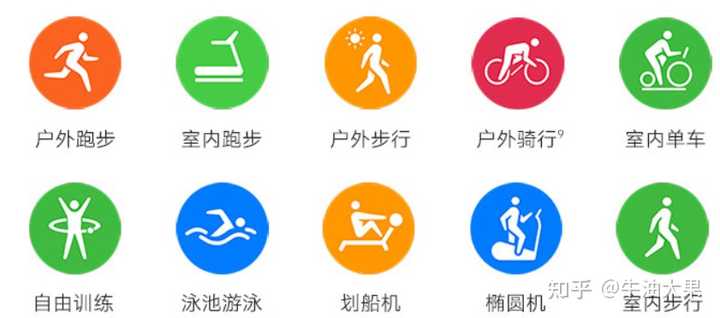 户外跑步 室内跑步 户外步行 户外骑行⁹ 室内单车
自由训练 泳池游泳 划船机 椭圆机 室内步行
知乎 @牛油大果